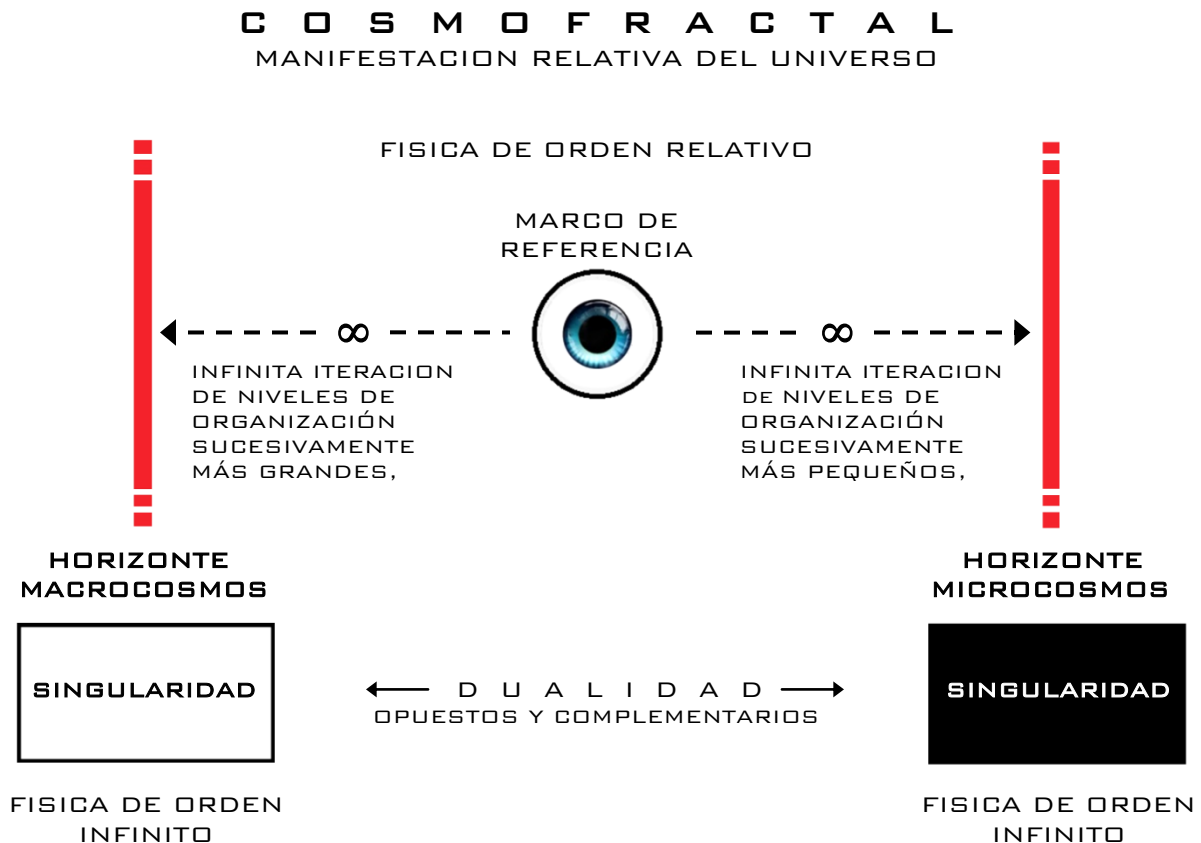 COSMOFRACTAL
MANIFESTACION RELATIVA DEL UNIVERSO
FISICA DE ORDEN RELATIVO
MARCO DE
REFERENCIA
∞
∞
INFINITA ITERACION
DE NIVELES DE
ORGANIZACIÓN
SUCESIVAMENTE
MÁS GRANDES,
INFINITA ITERACION
DE NIVELES DE
ORGANIZACIÓN
SUCESIVAMENTE
MÁS PEQUEÑOS,
HORIZONTE
MACROCOSMOS
HORIZONTE
MICROCOSMOS
SINGULARIDAD
DUALIDAD
OPUESTOS Y COMPLEMENTARIOS
SINGULARIDAD
FISICA DE ORDEN
INFINITO
FISICA DE ORDEN
INFINITO